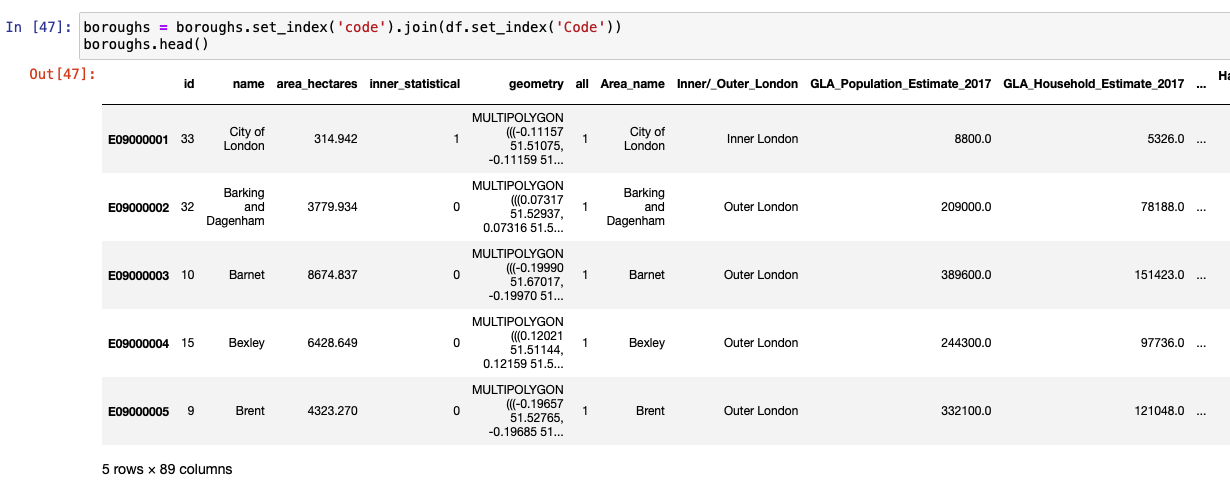 In [47]: boroughs = boroughs.set_index('code').join(df.set_index('Code'))
boroughs.head()
Out[47]:
id name area_hectares inner_statistical geometry all Area_name Inner/_Outer_London GLA_Population_Estimate_2017 GLA_Household_Estimate_2017 ...
E09000001 33 City of London 314.942 1 MULTIPOLYGON (((-0.11157 51.51075, -0.11159 51... 1 City of London Inner London 8800.0 5326.0 ...
E09000002 32 Barking and Dagenham 3779.934 0 MULTIPOLYGON (((0.07317 51.52937, 0.07316 51.5... 1 Barking and Dagenham Outer London 209000.0 78188.0 ...
E09000003 10 Barnet 8674.837 0 MULTIPOLYGON (((-0.19990 51.67017, -0.19970 51... 1 Barnet Outer London 389600.0 151423.0 ...
E09000004 15 Bexley 6428.649 0 MULTIPOLYGON (((0.12021 51.51144, 0.12159 51.5... 1 Bexley Outer London 244300.0 97736.0 ...
E09000005 9 Brent 4323.270 0 MULTIPOLYGON (((-0.19657 51.52765, -0.19685 51... 1 Brent Outer London 332100.0 121048.0 ...
5 rows × 89 columns